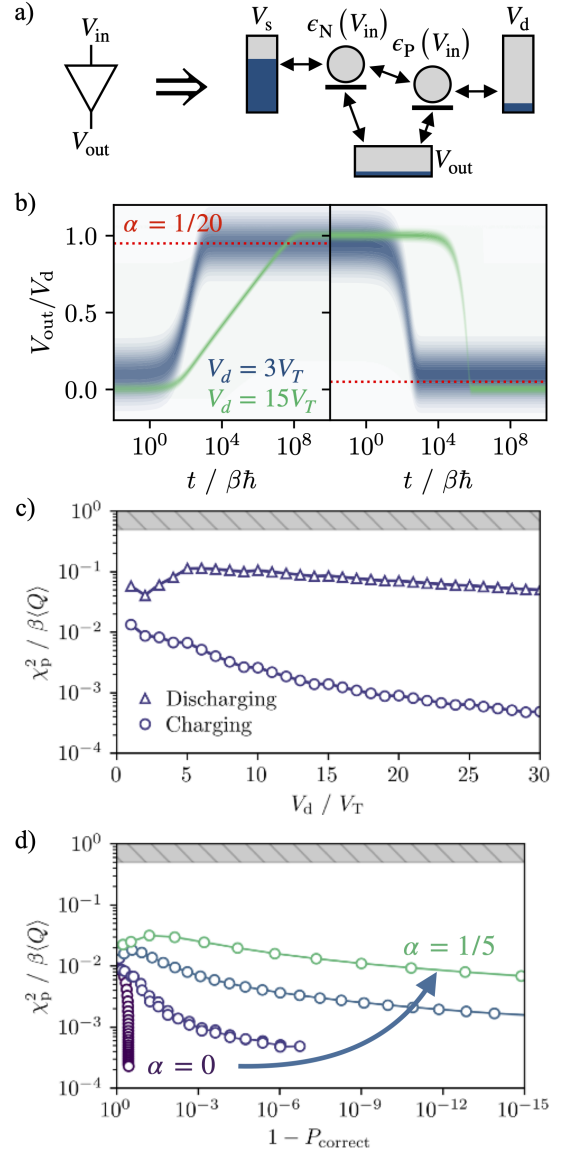 a)
V_in
V_out
V_s
ϵ_N (V_in)
ϵ_P (V_in)
V_d
V_out
b)
α = 1/20
V_out/V_d
1.0
0.5
0.0
V_d = 3V_T
V_d = 15V_T
10^0 10^4 10^8 10^0 10^4 10^8
t / βħ t / βħ
c)
χ_p^2 / β⟨Q⟩
10^0
10^-1
10^-2
10^-3
10^-4
Discharging
Charging
0 5 10 15 20 25 30
V_d / V_T
d)
χ_p^2 / β⟨Q⟩
10^0
10^-1
10^-2
10^-3
10^-4
α = 1/5
α = 0
10^0 10^-3 10^-6 10^-9 10^-12 10^-15
1 − P_correct